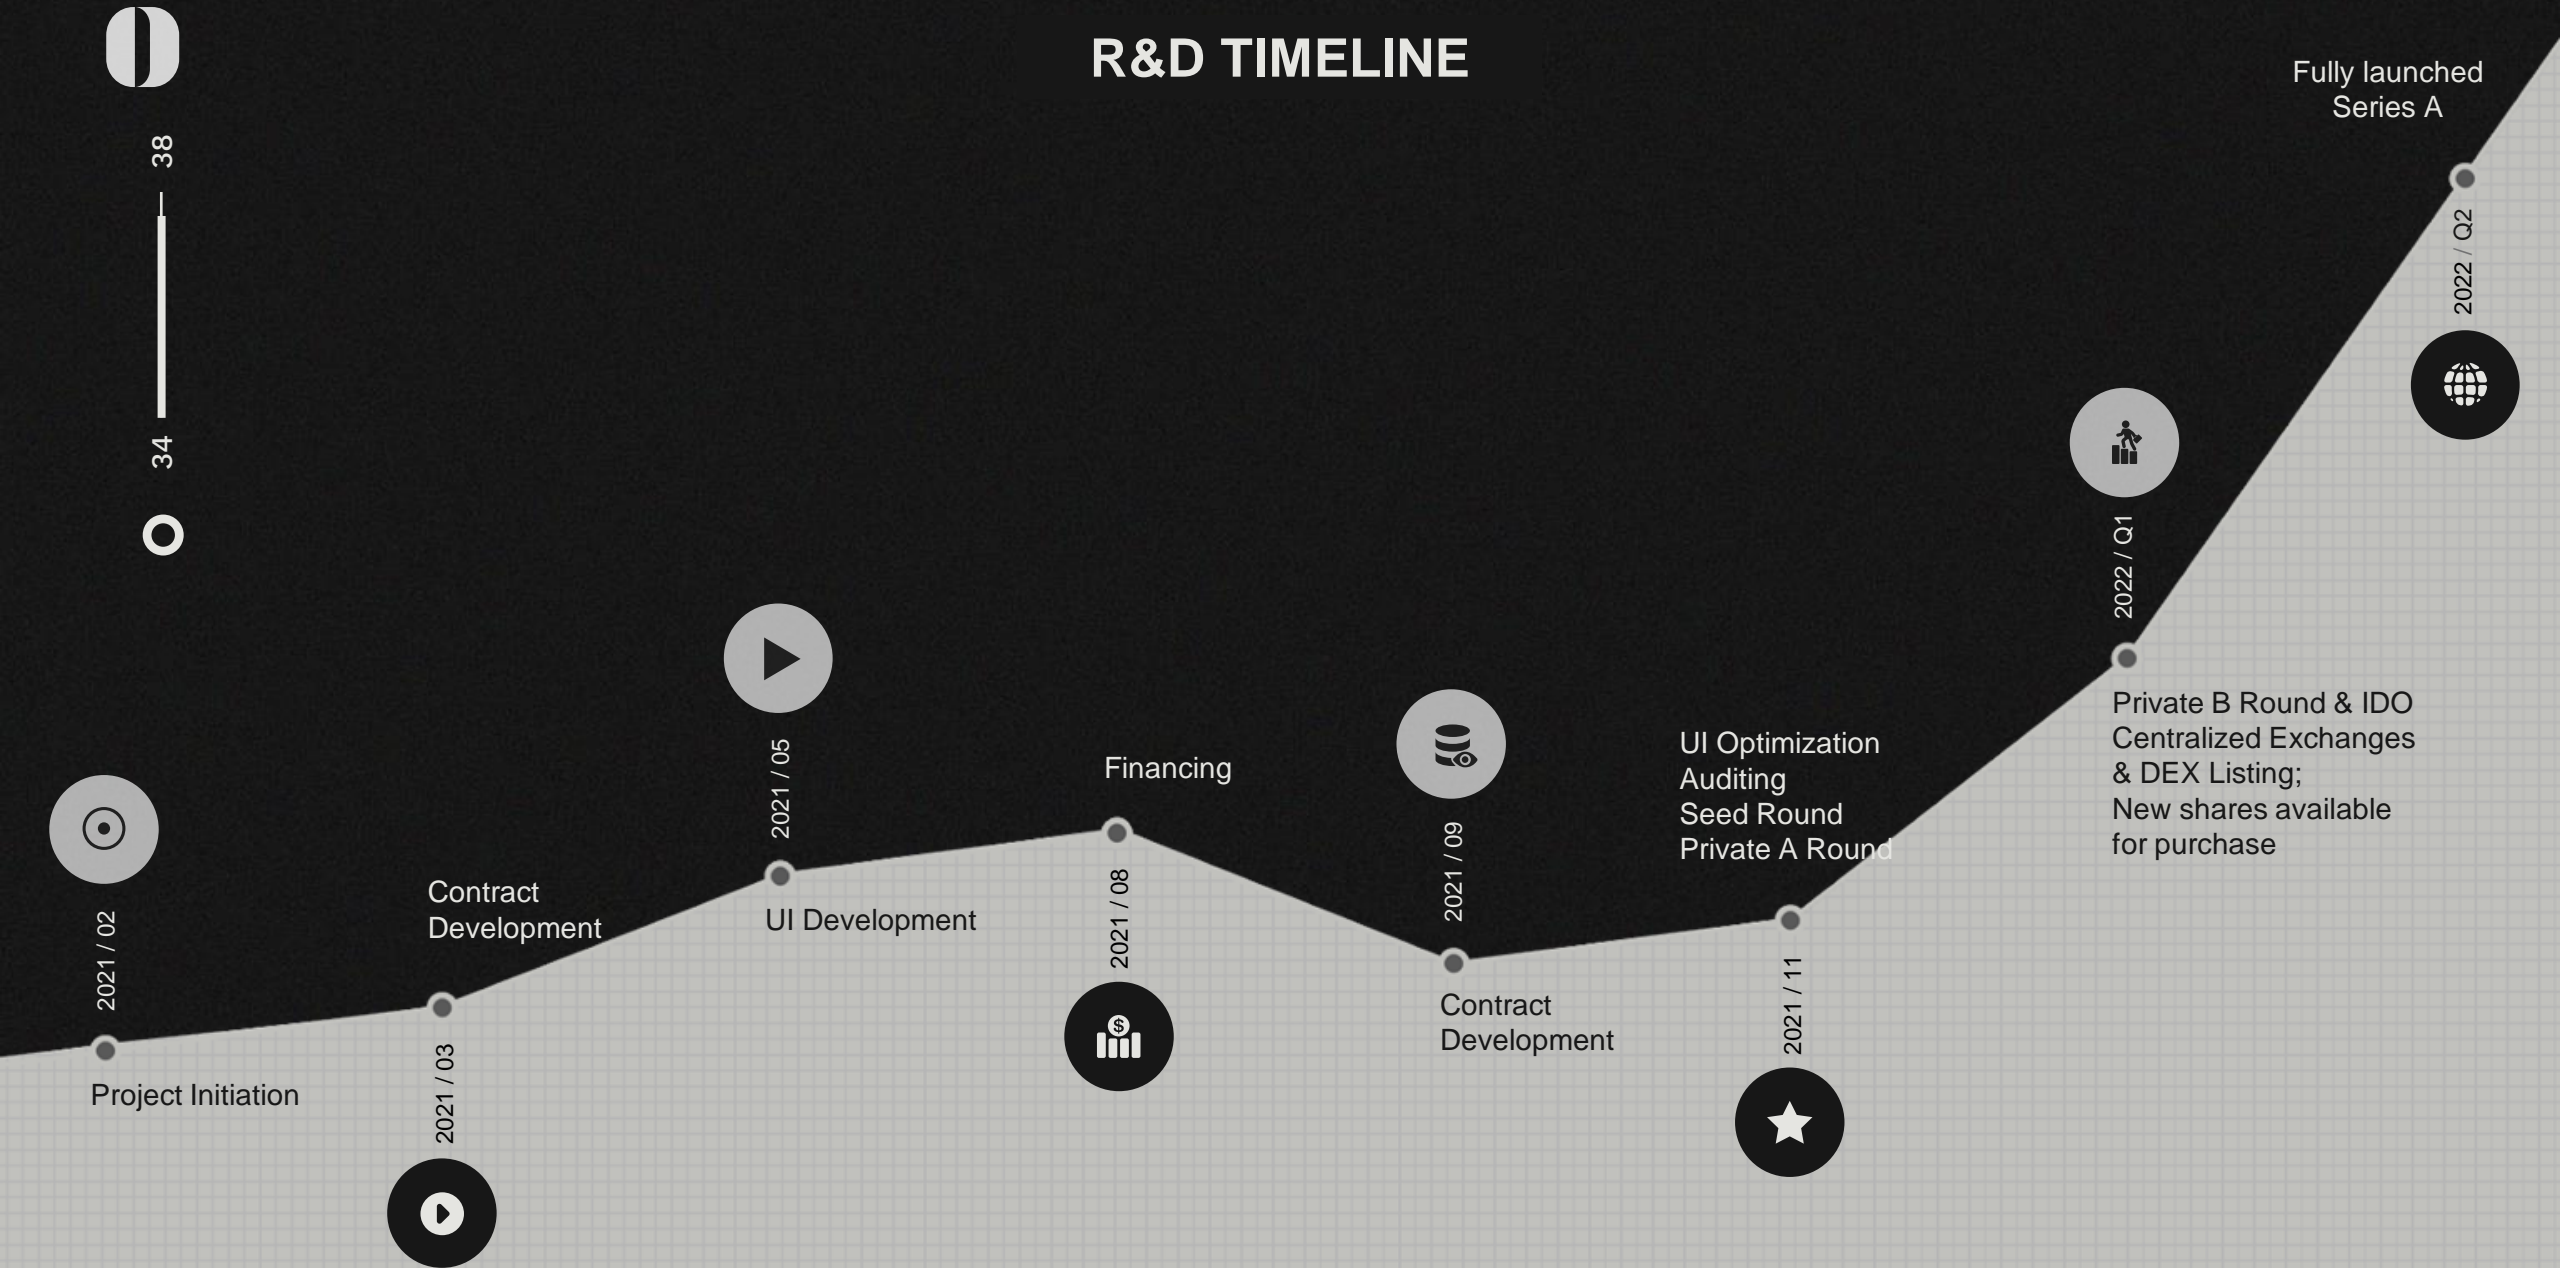 R&D TIMELINE
38
34
2021 / 02
Project Initiation
Contract
Development
2021 / 03
2021 / 05
UI Development
Financing
2021 / 08
$
2021 / 09
Contract
Development
UI Optimization
Auditing
Seed Round
Private A Round
2021 / 11
2022 / Q1
Private B Round & IDO
Centralized Exchanges
& DEX Listing;
New shares available
for purchase
Fully launched
Series A
2022 / Q2